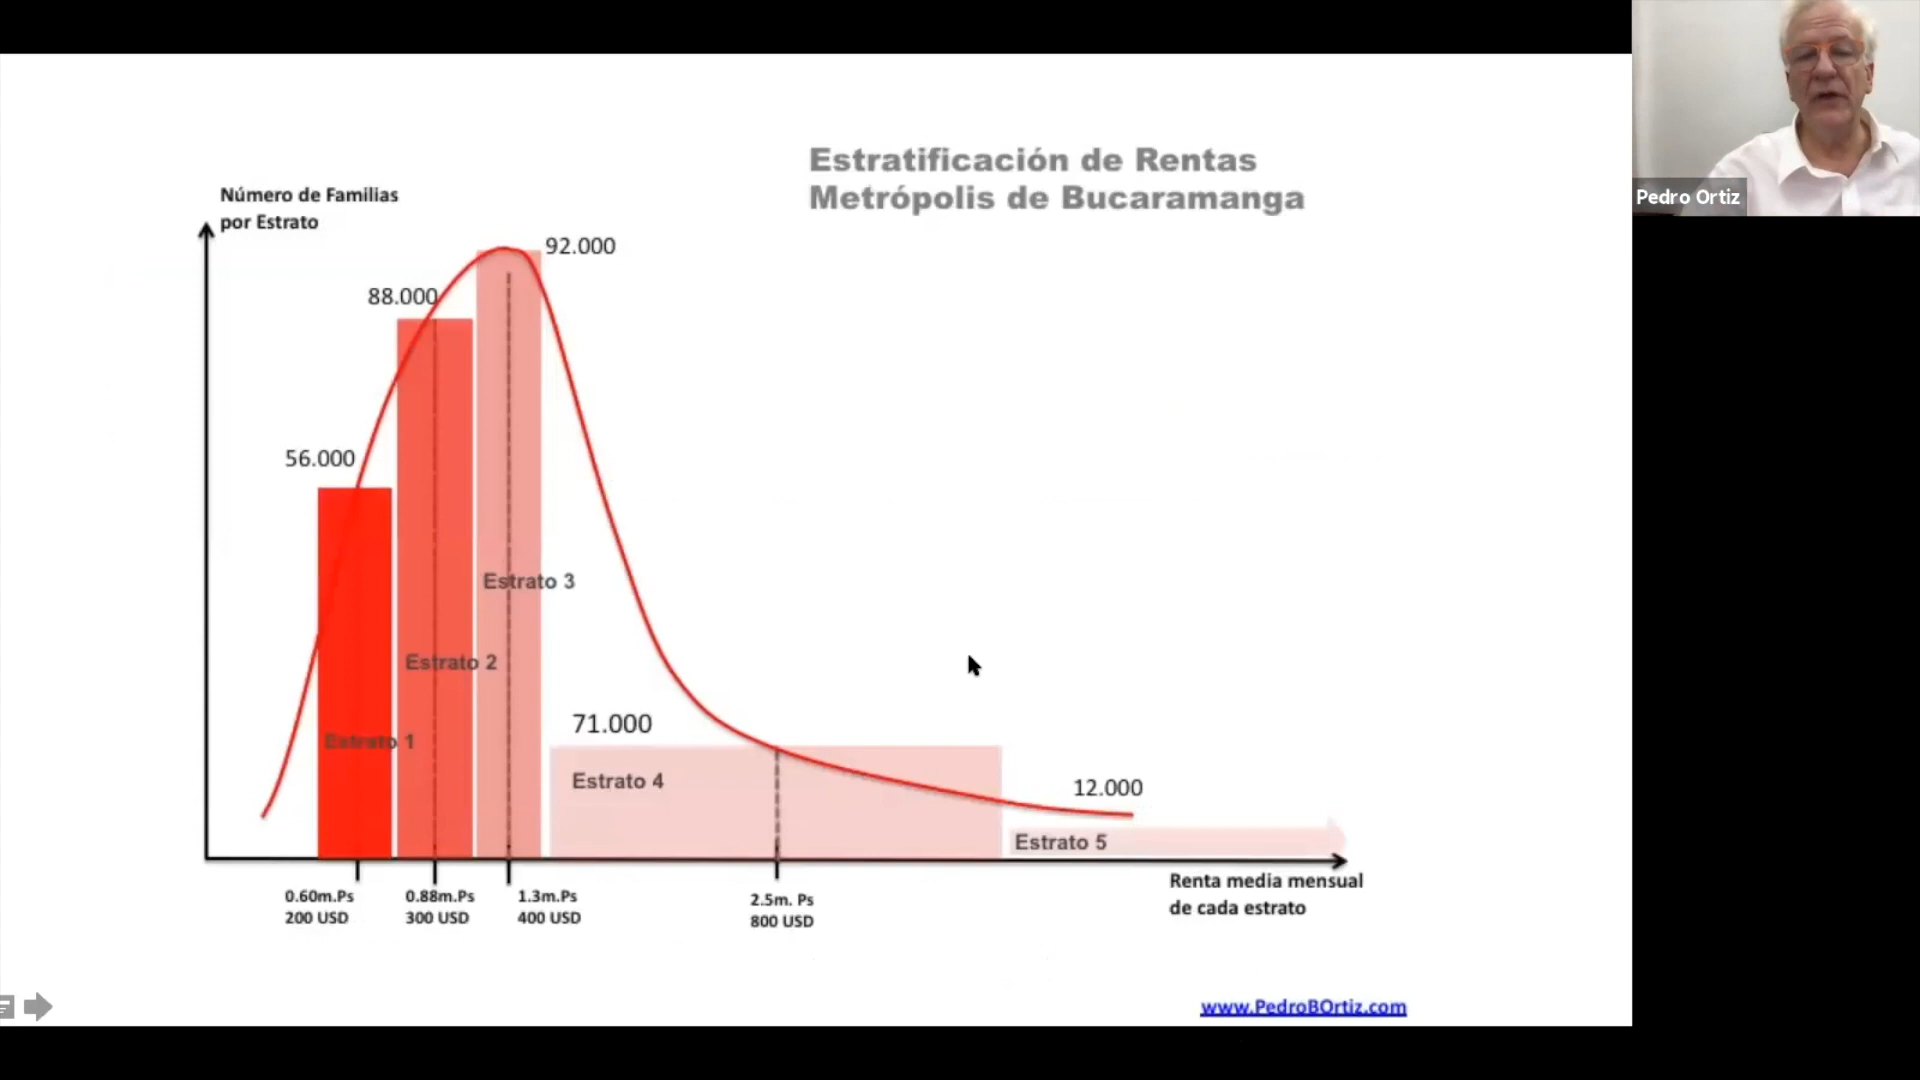 Estratificación de Rentas
Metrópolis de Bucaramanga
Pedro Ortiz
Número de Familias
por Estrato
92.000
88.000
56.000
Estrato 3
Estrato 2
Estrato 1
71.000
Estrato 4
12.000
Estrato 5
0.60m.Ps
200 USD
0.88m.Ps
300 USD
1.3m.Ps
400 USD
2.5m. Ps
800 USD
Renta media mensual
de cada estrato
www.PedroBOrtiz.com